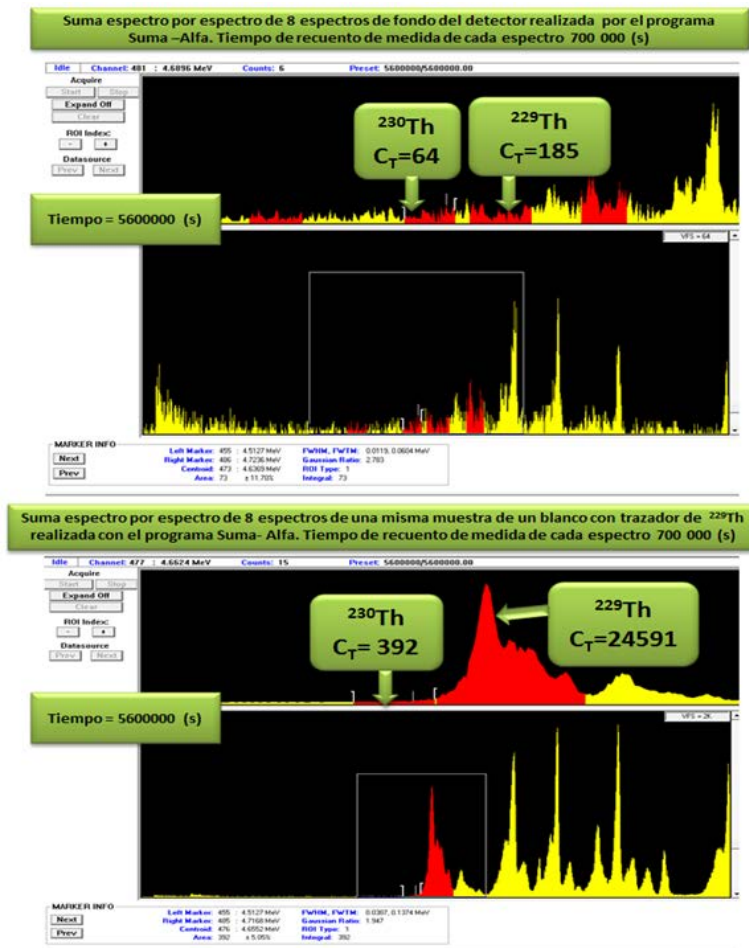 Suma espectro por espectro de 8 espectros de fondo del detector realizada por el programa
Suma –Alfa. Tiempo de recuento de medida de cada espectro 700 000 (s)
Idle Channel: 481 : 4.6896 MeV Counts: 6 Preset: 5600000/5600000.00
Acquire
Start Stop
Expand Off
Clear
ROI Index:
- +
Datasource
Prev Next
²³⁰Th
C_T=64
²²⁹Th
C_T=185
Tiempo = 5600000 (s)
VFS = 64
MARKER INFO
Next
Prev
Left Marker: 455 : 4.5127 MeV FWHM, FWTM: 0.0119, 0.0604 MeV
Right Marker: 486 : 4.7236 MeV Gaussian Ratio: 2.783
Centroid: 473 : 4.6369 MeV ROI Type: 1
Area: 73 ± 11.70% Integral: 73
Suma espectro por espectro de 8 espectros de una misma muestra de un blanco con trazador de ²²⁹Th
realizada con el programa Suma- Alfa. Tiempo de recuento de medida de cada espectro 700 000 (s)
Idle Channel: 477 : 4.6624 MeV Counts: 15 Preset: 5600000/5600000.00
Acquire
Start Stop
Expand Off
Clear
ROI Index:
- +
Datasource
Prev Next
²³⁰Th
C_T= 392
²²⁹Th
C_T=24591
Tiempo = 5600000 (s)
VFS = 2K
MARKER INFO
Next
Prev
Left Marker: 455 : 4.5127 MeV FWHM, FWTM: 0.0387, 0.1374 MeV
Right Marker: 485 : 4.7168 MeV Gaussian Ratio: 1.947
Centroid: 476 : 4.6552 MeV ROI Type: 1
Area: 392 ± 5.05% Integral: 392